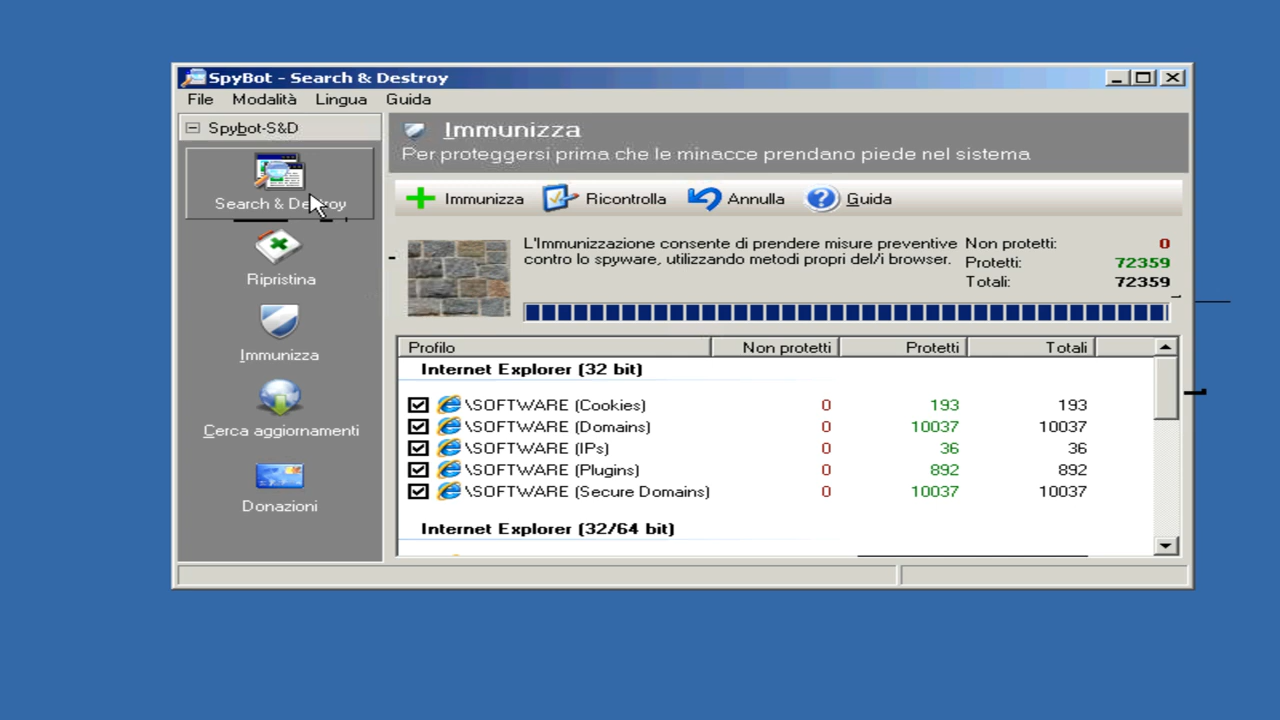 SpyBot - Search & Destroy
File Modalità Lingua Guida
Spybot-S&D
Search & Destroy
Ripristina
Immunizza
Cerca aggiornamenti
Donazioni
Immunizza
Per proteggersi prima che le minacce prendano piede nel sistema
Immunizza Ricontrolla Annulla Guida
L'Immunizzazione consente di prendere misure preventive
contro lo spyware, utilizzando metodi propri del/i browser.
Non protetti: 0
Protetti: 72359
Totali: 72359
Profilo Non protetti Protetti Totali
Internet Explorer (32 bit)
\SOFTWARE (Cookies) 0 193 193
\SOFTWARE (Domains) 0 10037 10037
\SOFTWARE (IPs) 0 36 36
\SOFTWARE (Plugins) 0 892 892
\SOFTWARE (Secure Domains) 0 10037 10037
Internet Explorer (32/64 bit)